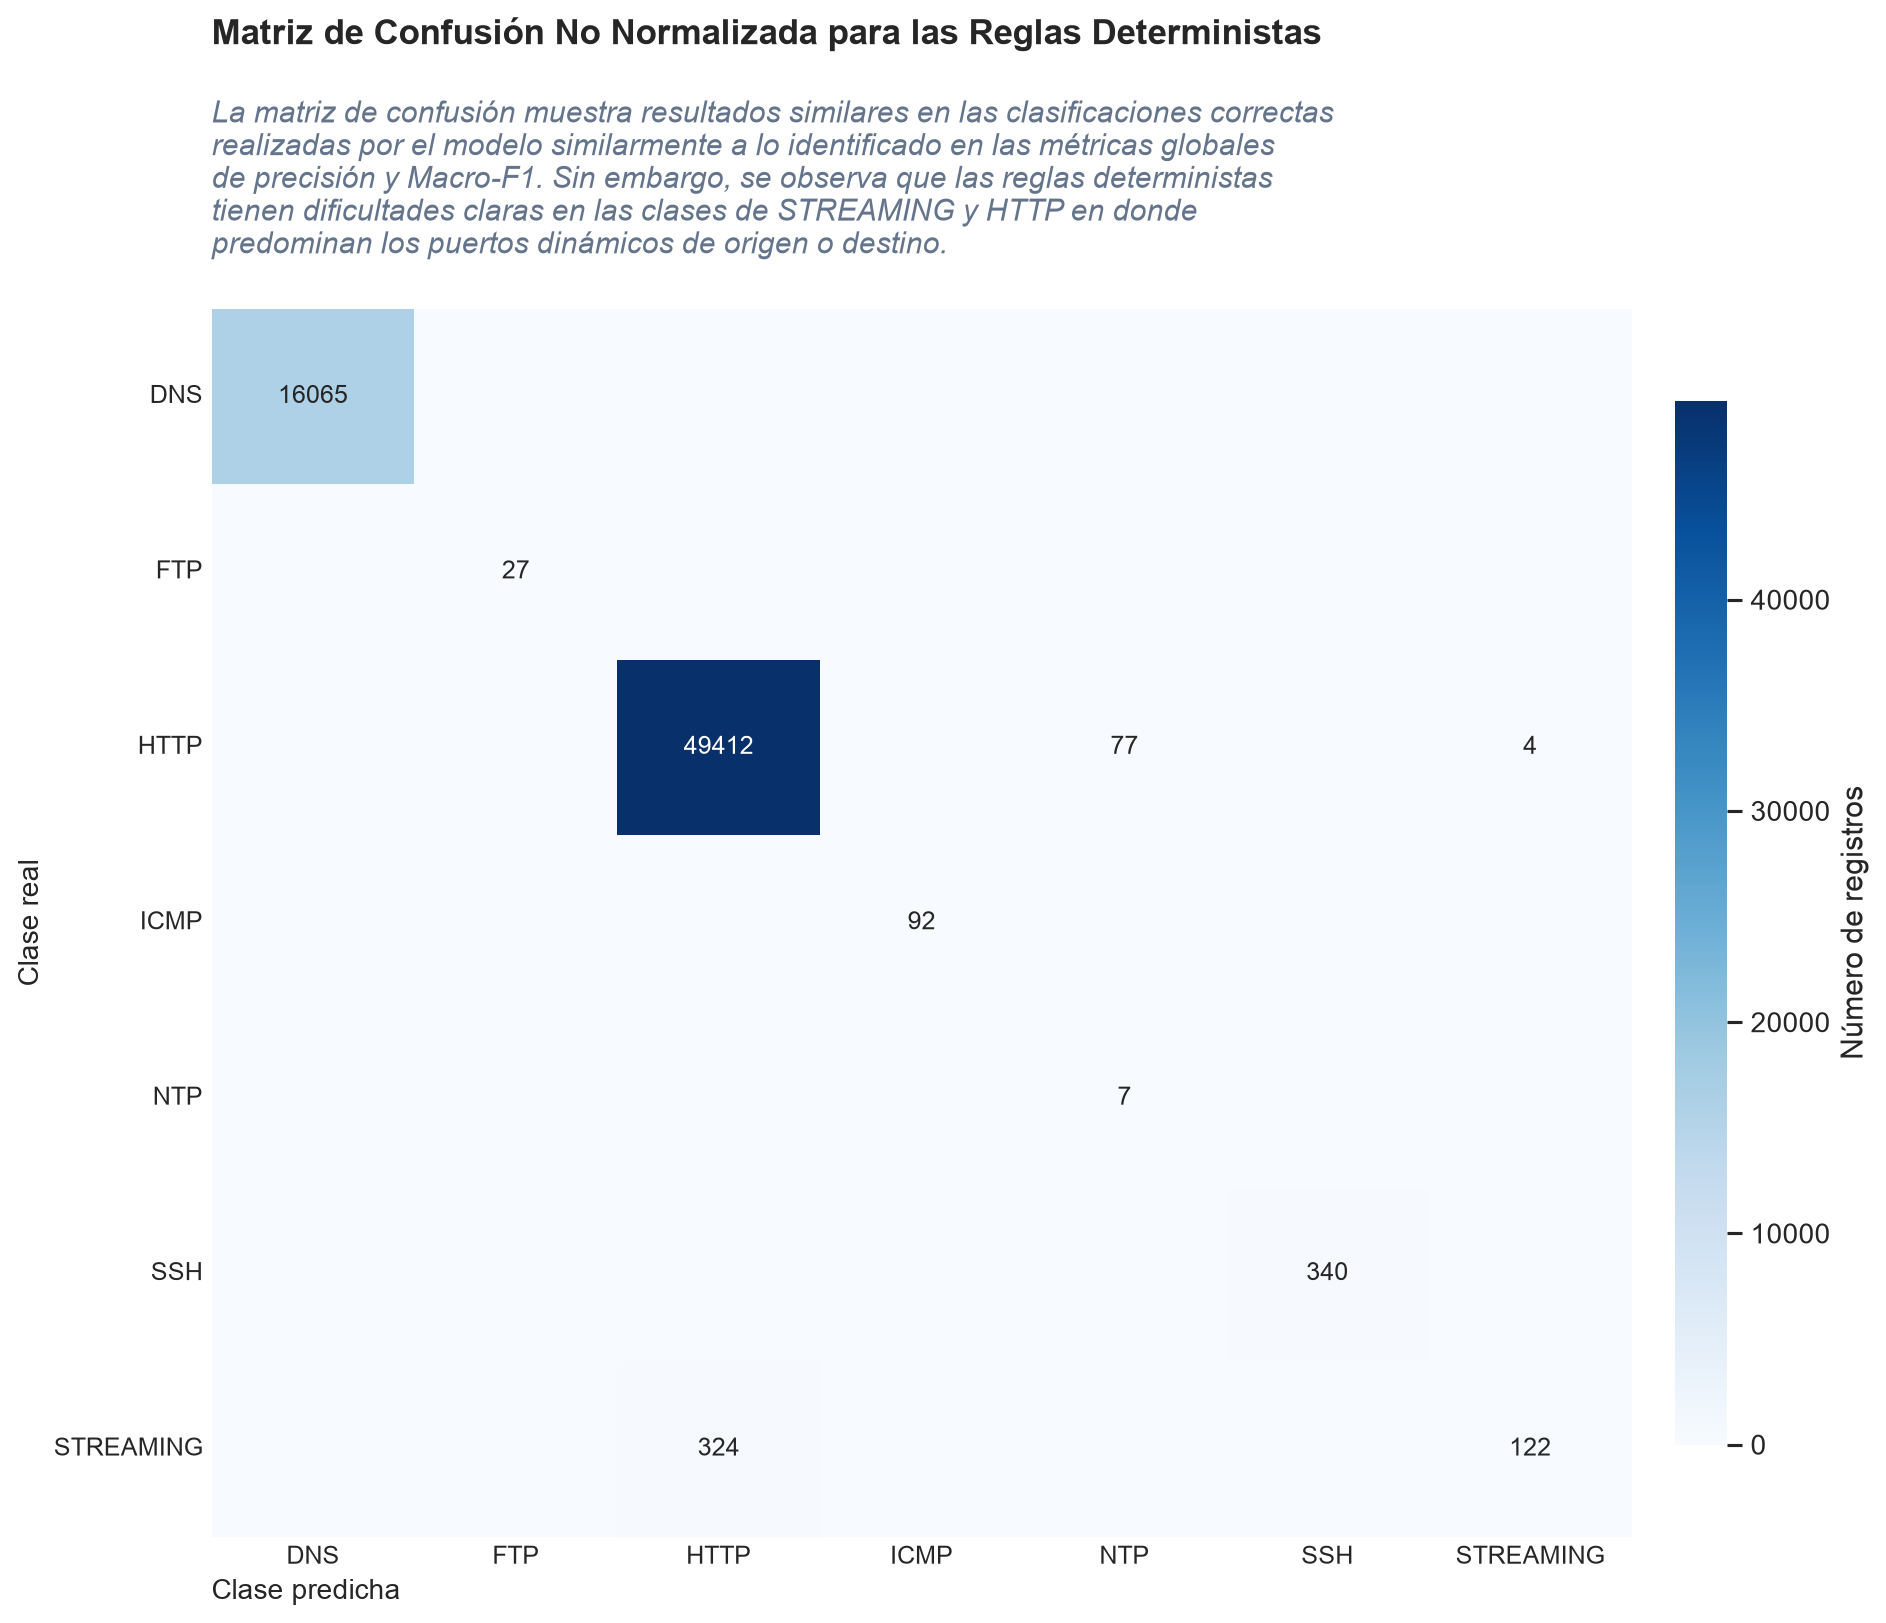 Matriz de Confusión No Normalizada para las Reglas Deterministas
La matriz de confusión muestra resultados similares en las clasificaciones correctas
realizadas por el modelo similarmente a lo identificado en las métricas globales
de precisión y Macro-F1. Sin embargo, se observa que las reglas deterministas
tienen dificultades claras en las clases de STREAMING y HTTP en donde
predominan los puertos dinámicos de origen o destino.
DNS 16065
FTP 27
HTTP 49412 77 4
ICMP 92
NTP 7
SSH 340
STREAMING 324 122
DNS FTP HTTP ICMP NTP SSH STREAMING
Clase predicha
Clase real
40000
30000
20000
10000
0
Número de registros